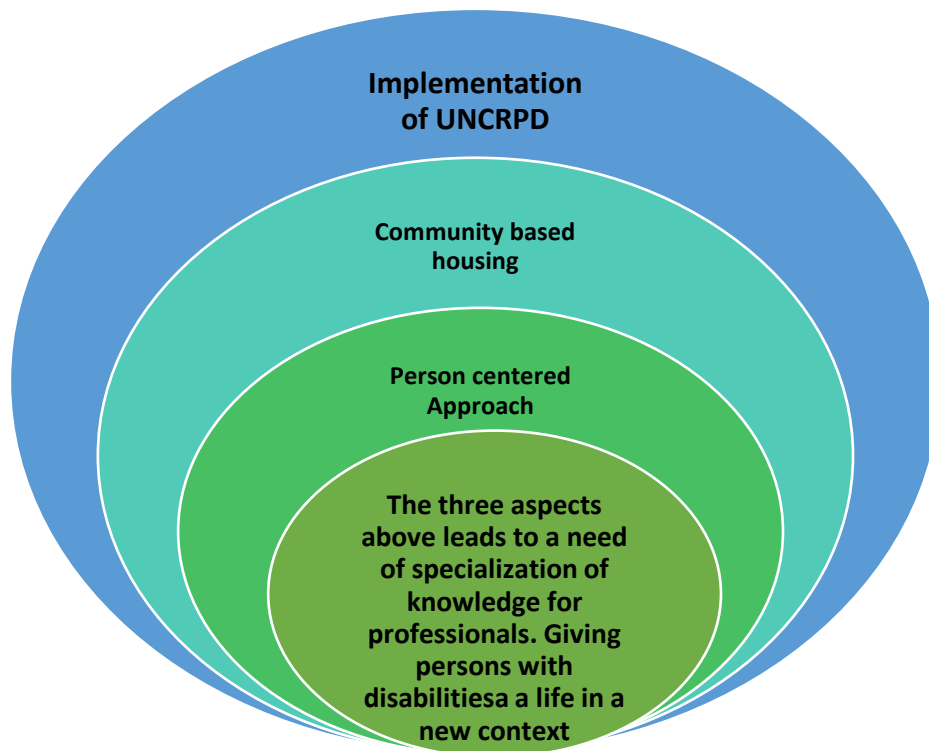 Implementation
of UNCRPD
Community based
housing
Person centered
Approach
The three aspects
above leads to a need
of specialization of
knowledge for
professionals. Giving
persons with
disabilitiesa a life in a
new context